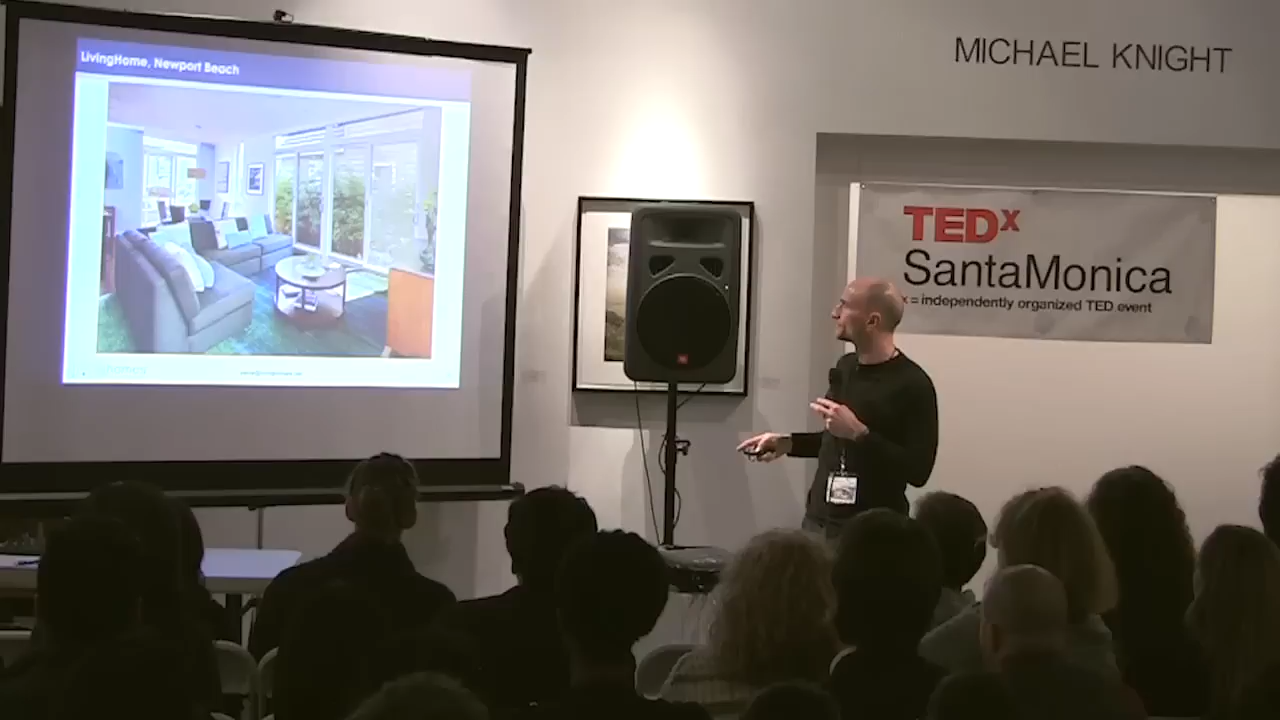 LivingHome, Newport Beach
MICHAEL KNIGHT
TEDx
SantaMonica
x = independently organized TED event